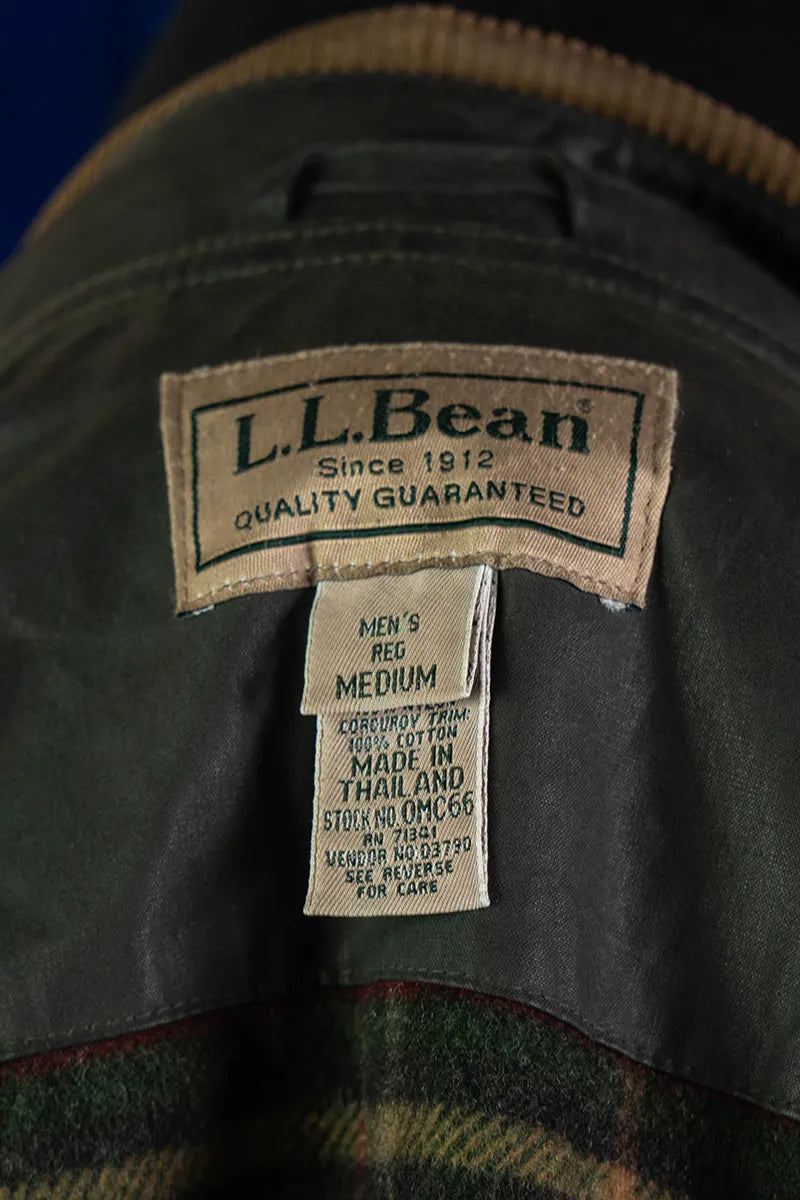 L.L.Bean®
Since 1912
QUALITY GUARANTEED
MEN'S
REG
MEDIUM
CORDUROY TRIM:
100% COTTON
MADE IN
THAILAND
STOCK NO.OMC66
RN 71341
VENDOR NO.03790
SEE REVERSE
FOR CARE